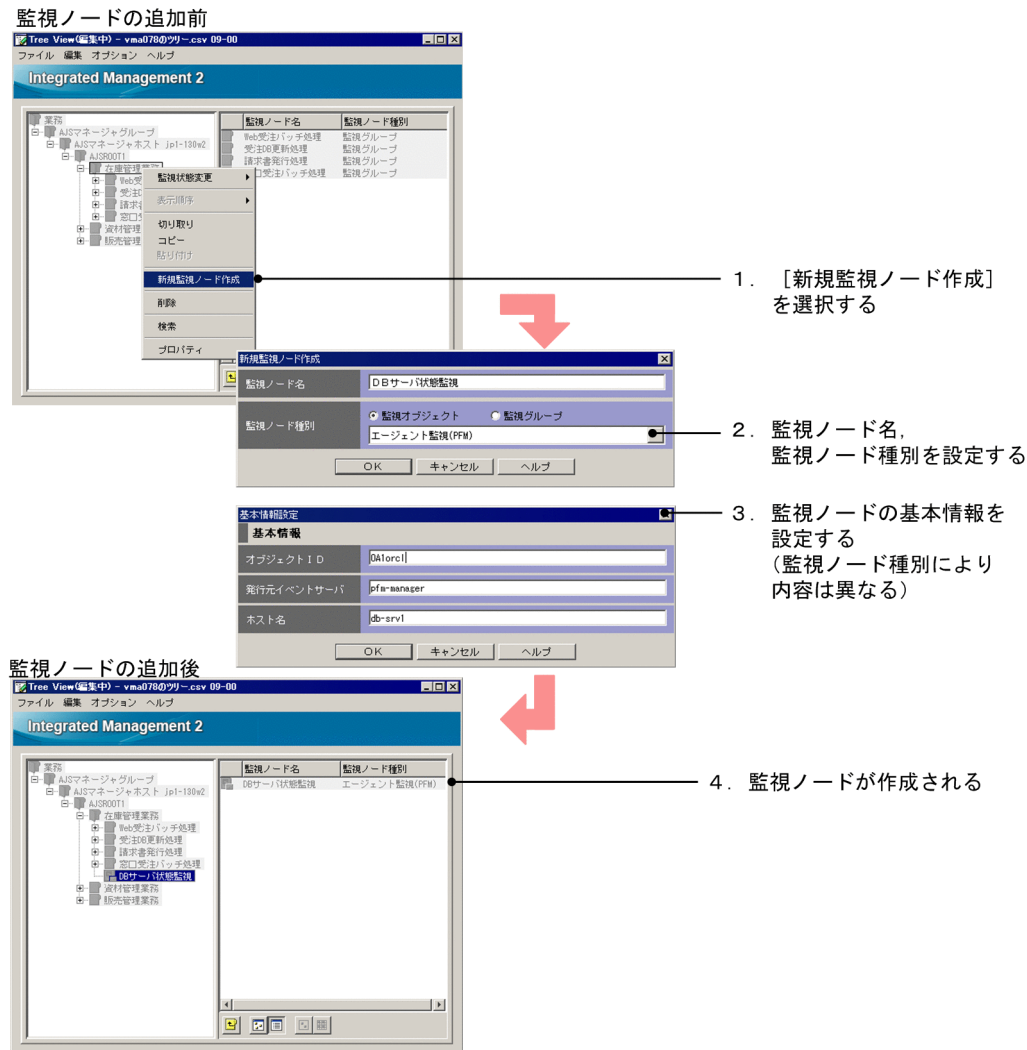 監視ノードの追加前
Tree View(編集中) - vma078のツリー.csv 09-00
ファイル 編集 オプション ヘルプ
Integrated Management 2
業務
AJSマネージャグループ
AJSマネージャホスト jp1-130w2
AJSROOT1
在庫管理業務
Web受
受注D
請求書
窓口受
資材管理
販売管理
監視ノード名 監視ノード種別
Web受注バッチ処理 監視グループ
受注DB更新処理 監視グループ
請求書発行処理 監視グループ
口受注バッチ処理 監視グループ
監視状態変更
表示順序
切り取り
コピー
貼り付け
新規監視ノード作成
削除
検索
プロパティ
1. [新規監視ノード作成]
を選択する
新規監視ノード作成
監視ノード名 DBサーバ状態監視
監視ノード種別 監視オブジェクト 監視グループ
エージェント監視(PFM)
OK キャンセル ヘルプ
2. 監視ノード名,
監視ノード種別を設定する
基本情報設定
基本情報
オブジェクトID OA1orcl
発行元イベントサーバ pfm-manager
ホスト名 db-srv1
OK キャンセル ヘルプ
3. 監視ノードの基本情報を
設定する
(監視ノード種別により
内容は異なる)
監視ノードの追加後
Tree View(編集中) - vma078のツリー.csv 09-00
ファイル 編集 オプション ヘルプ
Integrated Management 2
業務
AJSマネージャグループ
AJSマネージャホスト jp1-130w2
AJSROOT1
在庫管理業務
Web受注バッチ処理
受注DB更新処理
請求書発行処理
窓口受注バッチ処理
DBサーバ状態監視
資材管理業務
販売管理業務
監視ノード名 監視ノード種別
DBサーバ状態監視 エージェント監視(PFM)
4. 監視ノードが作成される